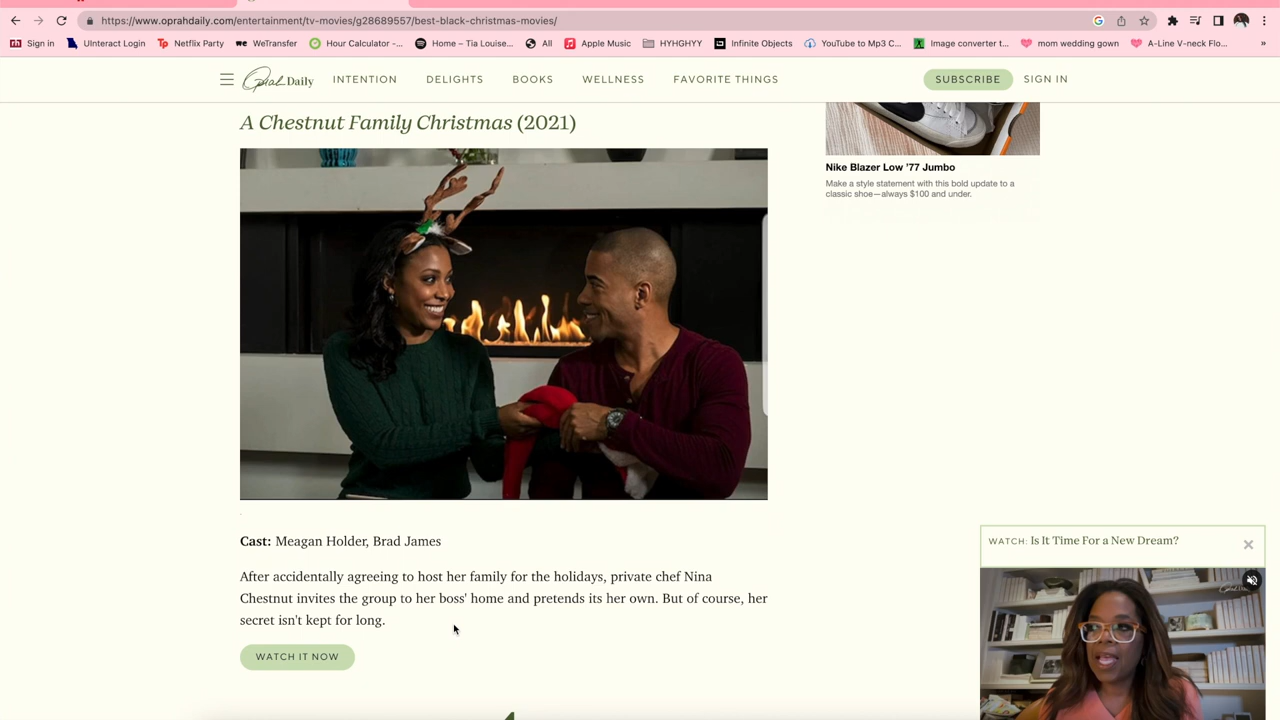 https://www.oprahdaily.com/entertainment/tv-movies/g28689557/best-black-christmas-movies/
Sign in
UInteract Login
Netflix Party
WeTransfer
Hour Calculator -...
Home – Tia Louise...
All
Apple Music
HYHGHYY
Infinite Objects
YouTube to Mp3 C...
Image converter t...
mom wedding gown
A-Line V-neck Flo...
»
Oprah Daily
INTENTION
DELIGHTS
BOOKS
WELLNESS
FAVORITE THINGS
SUBSCRIBE
SIGN IN
A Chestnut Family Christmas (2021)
Nike Blazer Low ’77 Jumbo
Make a style statement with this bold update to a
classic shoe—always $100 and under.
Cast: Meagan Holder, Brad James
After accidentally agreeing to host her family for the holidays, private chef Nina
Chestnut invites the group to her boss' home and pretends its her own. But of course, her
secret isn't kept for long.
WATCH IT NOW
WATCH: Is It Time For a New Dream?